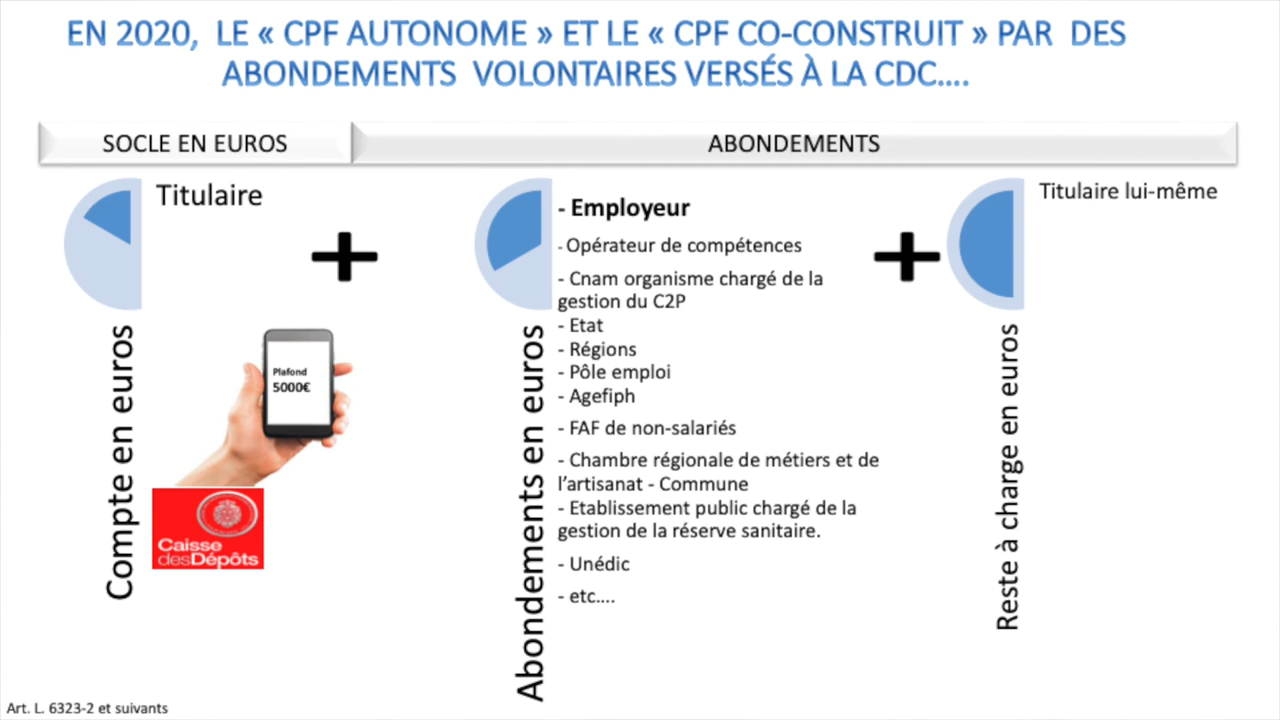 EN 2020, LE « CPF AUTONOME » ET LE « CPF CO-CONSTRUIT » PAR DES
ABONDEMENTS VOLONTAIRES VERSÉS À LA CDC….
SOCLE EN EUROS
ABONDEMENTS
Titulaire
Compte en euros
Plafond
5000€
Caisse
desDépôts
Abondements en euros
- Employeur
- Opérateur de compétences
- Cnam organisme chargé de la
gestion du C2P
- Etat
- Régions
- Pôle emploi
- Agefiph
- FAF de non-salariés
- Chambre régionale de métiers et de
l’artisanat - Commune
- Etablissement public chargé de la
gestion de la réserve sanitaire.
- Unédic
- etc….
Titulaire lui-même
Reste à charge en euros
Art. L. 6323-2 et suivants